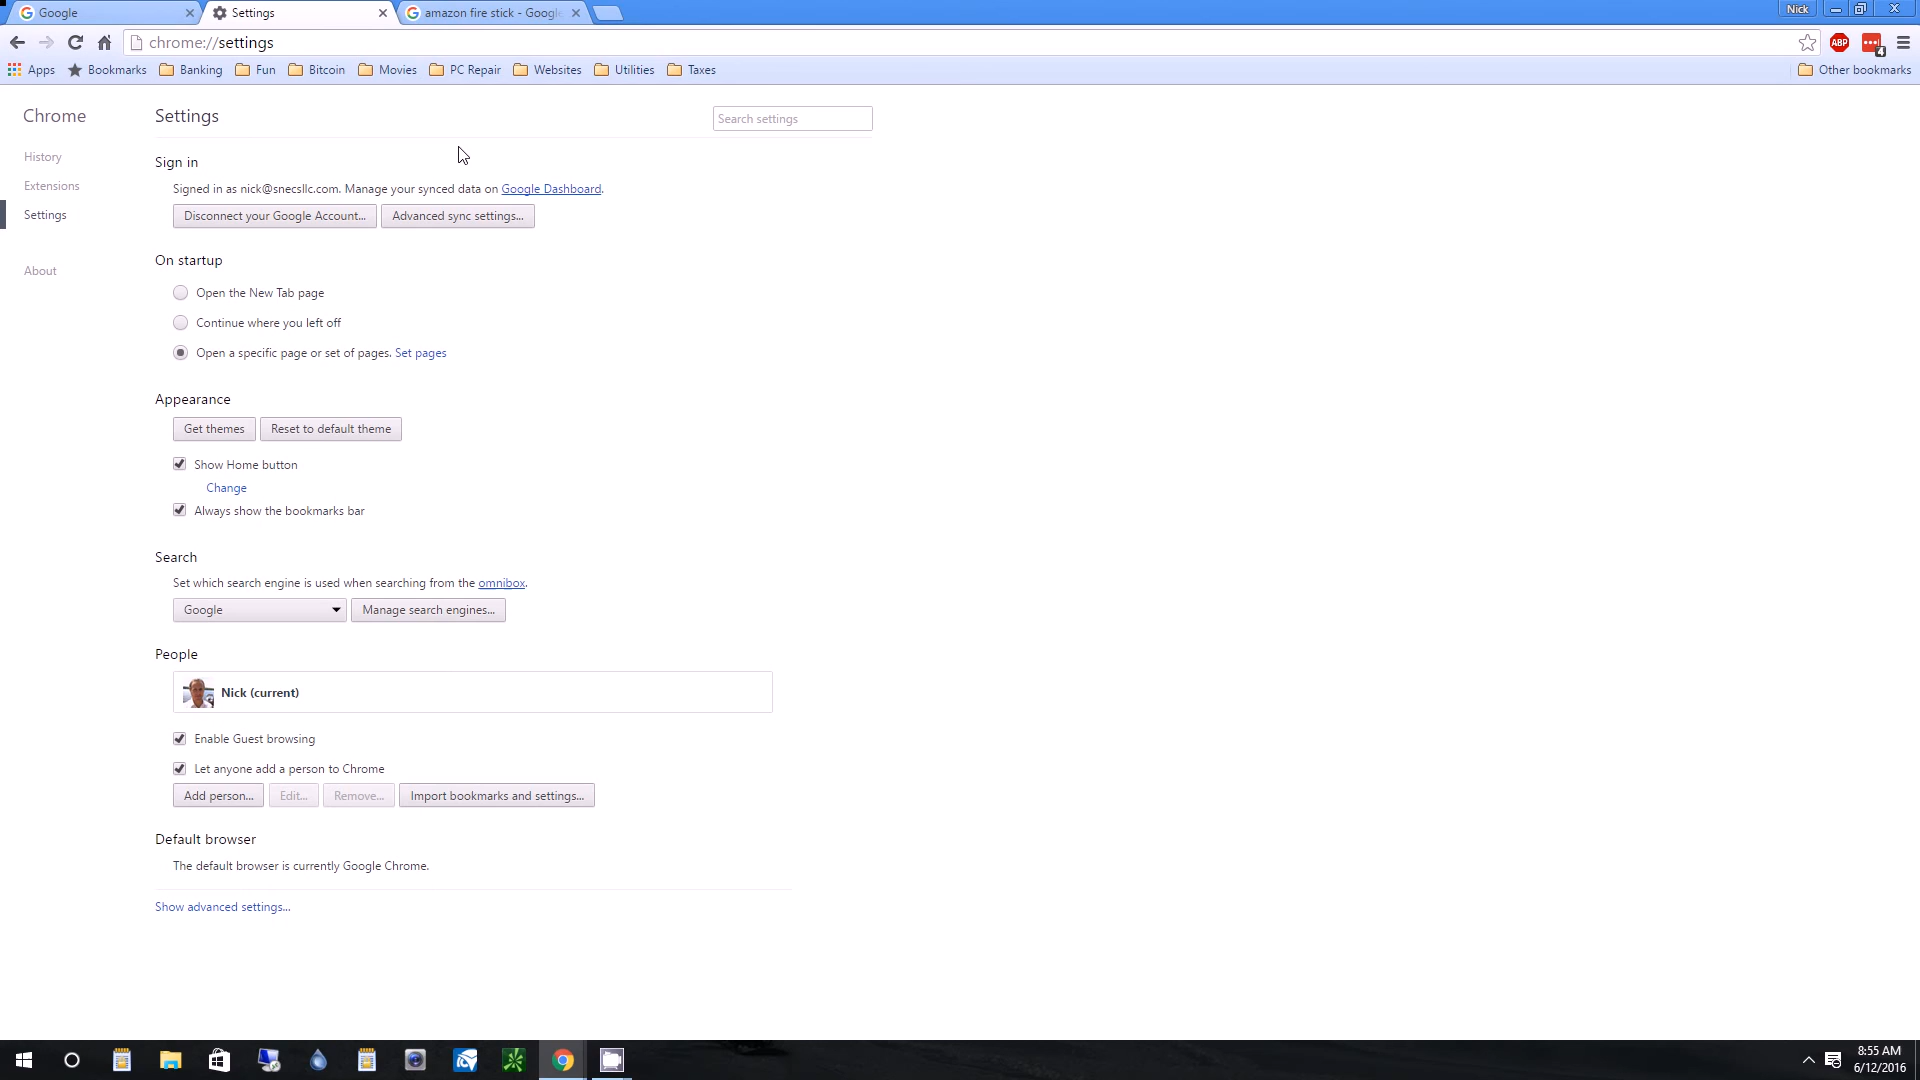 Google
Settings
amazon fire stick - Google
Nick
chrome://settings
ABP
4
Apps
Bookmarks
Banking
Fun
Bitcoin
Movies
PC Repair
Websites
Utilities
Taxes
Other bookmarks
Chrome
History
Extensions
Settings
About
Settings
Search settings
Sign in
Signed in as nick@snecsllc.com. Manage your synced data on Google Dashboard.
Disconnect your Google Account...
Advanced sync settings...
On startup
Open the New Tab page
Continue where you left off
Open a specific page or set of pages. Set pages
Appearance
Get themes
Reset to default theme
Show Home button
Change
Always show the bookmarks bar
Search
Set which search engine is used when searching from the omnibox.
Google
Manage search engines...
People
Nick (current)
Enable Guest browsing
Let anyone add a person to Chrome
Add person...
Edit...
Remove...
Import bookmarks and settings...
Default browser
The default browser is currently Google Chrome.
Show advanced settings...
8:55 AM
6/12/2016